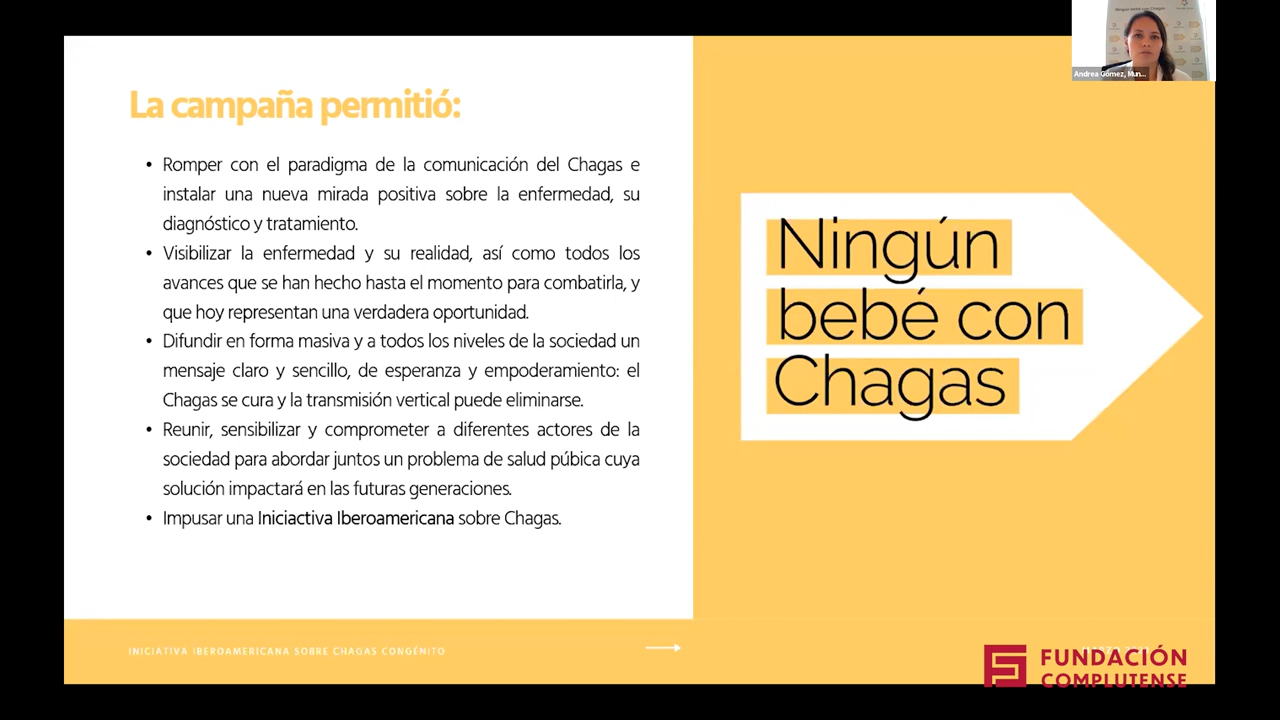 Ningún bebé con Chagas
Andrea Gómez, Mun...
La campaña permitió:
• Romper con el paradigma de la comunicación del Chagas e
instalar una nueva mirada positiva sobre la enfermedad, su
diagnóstico y tratamiento.
• Visibilizar la enfermedad y su realidad, así como todos los
avances que se han hecho hasta el momento para combatirla, y
que hoy representan una verdadera oportunidad.
• Difundir en forma masiva y a todos los niveles de la sociedad un
mensaje claro y sencillo, de esperanza y empoderamiento: el
Chagas se cura y la transmisión vertical puede eliminarse.
• Reunir, sensibilizar y comprometer a diferentes actores de la
sociedad para abordar juntos un problema de salud púbica cuya
solución impactará en las futuras generaciones.
• Impusar una Iniciactiva Iberoamericana sobre Chagas.
Ningún
bebé con
Chagas
INICIATIVA IBEROAMERICANA SOBRE CHAGAS CONGÉNITO
FUNDACIÓN
COMPLUTENSE